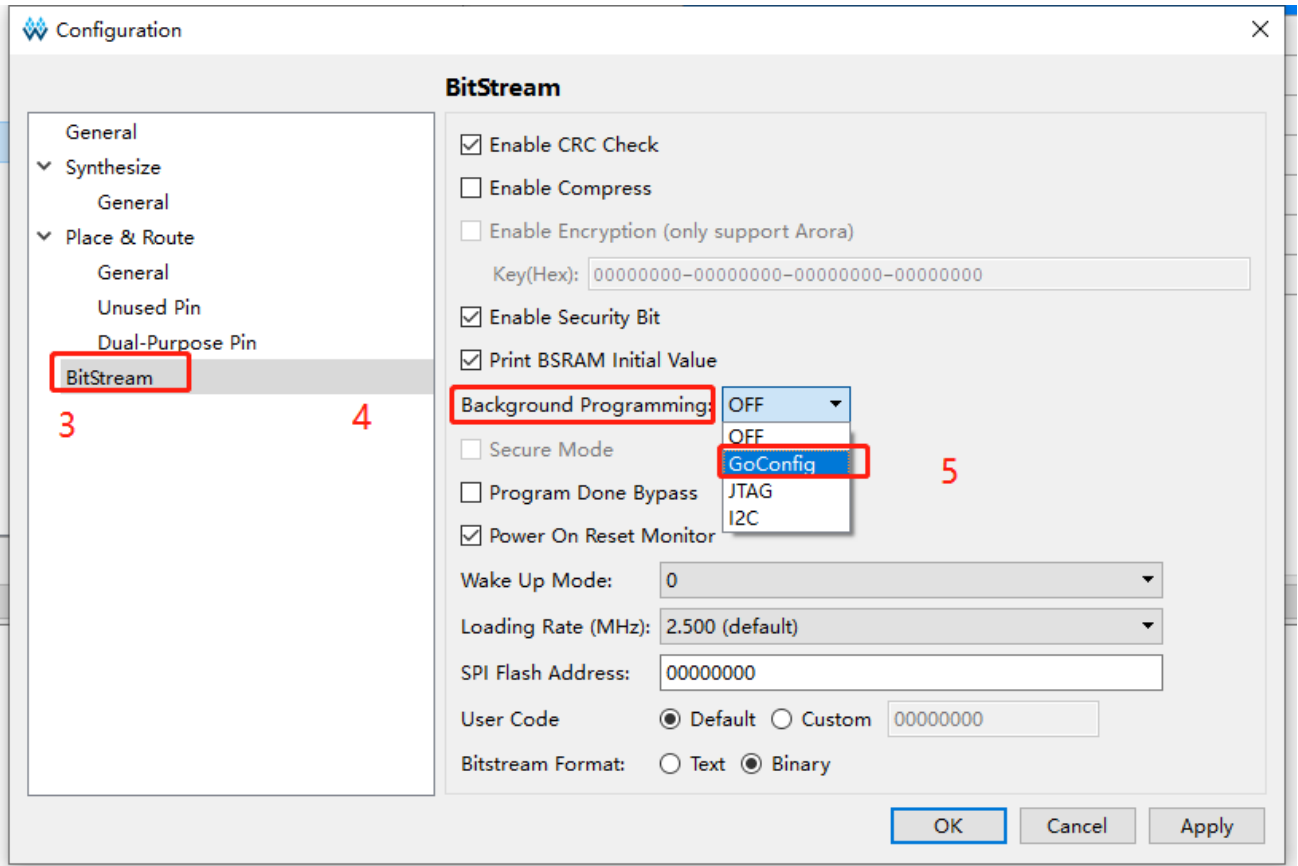 Configuration
BitStream
General
Synthesize
General
Place & Route
General
Unused Pin
Dual-Purpose Pin
BitStream
3
4
Enable CRC Check
Enable Compress
Enable Encryption (only support Arora)
Key(Hex): 00000000-00000000-00000000-00000000
Enable Security Bit
Print BSRAM Initial Value
Background Programming: OFF
OFF
GoConfig
JTAG
I2C
5
Secure Mode
Program Done Bypass
Power On Reset Monitor
Wake Up Mode: 0
Loading Rate (MHz): 2.500 (default)
SPI Flash Address: 00000000
User Code Default Custom 00000000
Bitstream Format: Text Binary
OK Cancel Apply